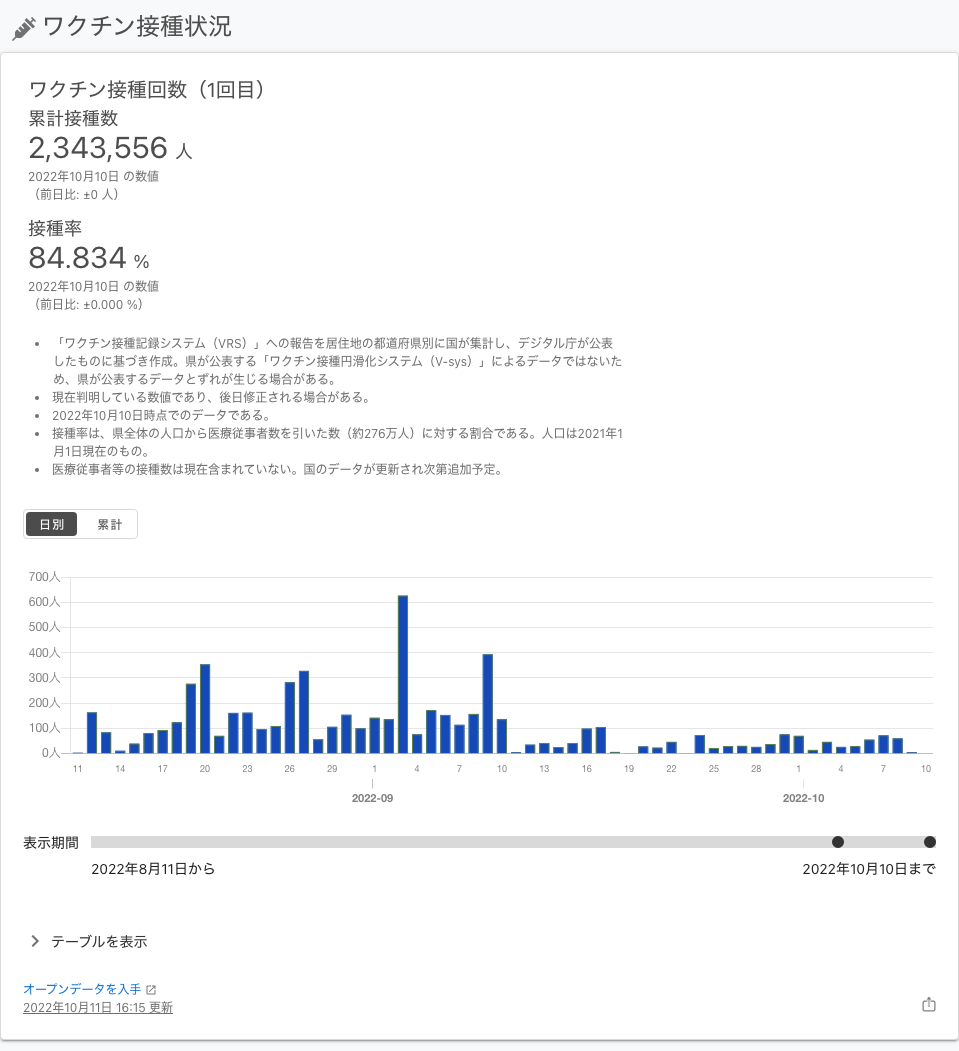 ワクチン接種状況
ワクチン接種回数（1回目）
累計接種数
2,343,556 人
2022年10月10日 の数値
（前日比: ±0 人）
接種率
84.834 %
2022年10月10日 の数値
（前日比: ±0.000 %）
• 「ワクチン接種記録システム（VRS）」への報告を居住地の都道府県別に国が集計し、デジタル庁が公表
したものに基づき作成。県が公表する「ワクチン接種円滑化システム（V-sys）」によるデータではないた
め、県が公表するデータとずれが生じる場合がある。
• 現在判明している数値であり、後日修正される場合がある。
• 2022年10月10日時点でのデータである。
• 接種率は、県全体の人口から医療従事者数を引いた数（約276万人）に対する割合である。人口は2021年1
月1日現在のもの。
• 医療従事者等の接種数は現在含まれていない。国のデータが更新され次第追加予定。
日別 累計
700人
600人
500人
400人
300人
200人
100人
0人
11 14 17 20 23 26 29 1 4 7 10 13 16 19 22 25 28 1 4 7 10
2022-09 2022-10
表示期間
2022年8月11日から 2022年10月10日まで
テーブルを表示
オープンデータを入手
2022年10月11日 16:15 更新